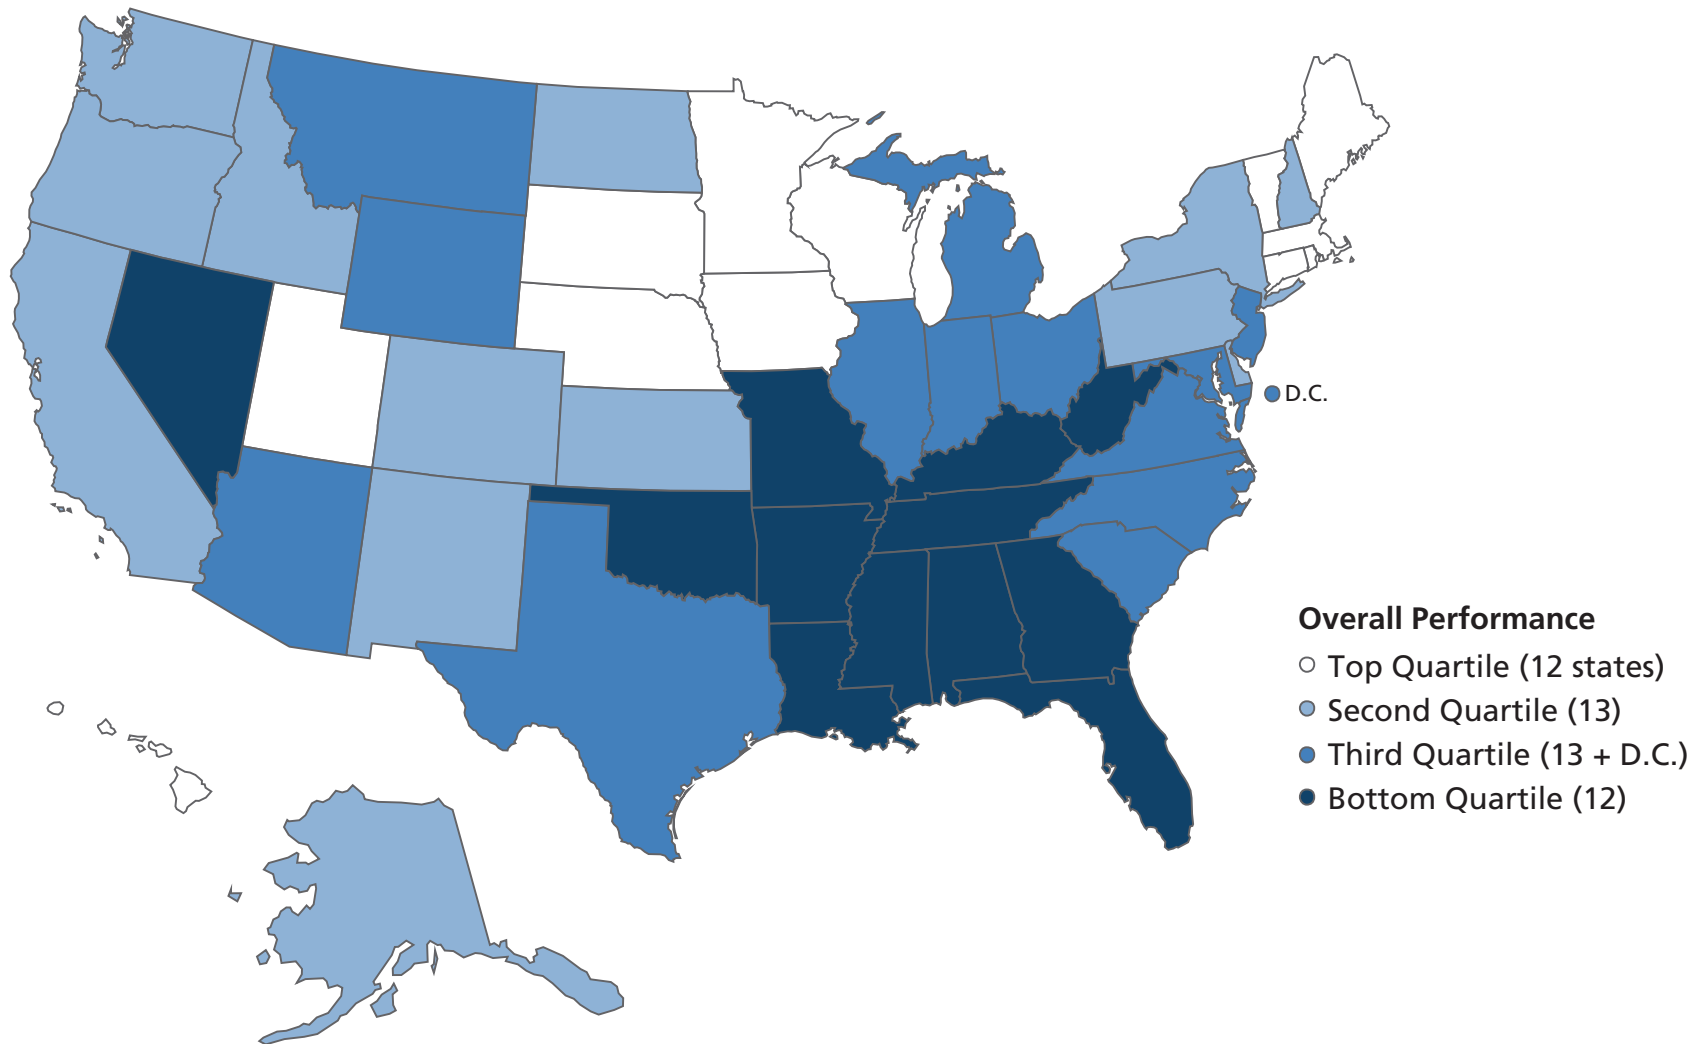 D.C.
Overall Performance
Top Quartile (12 states)
Second Quartile (13)
Third Quartile (13 + D.C.)
Bottom Quartile (12)